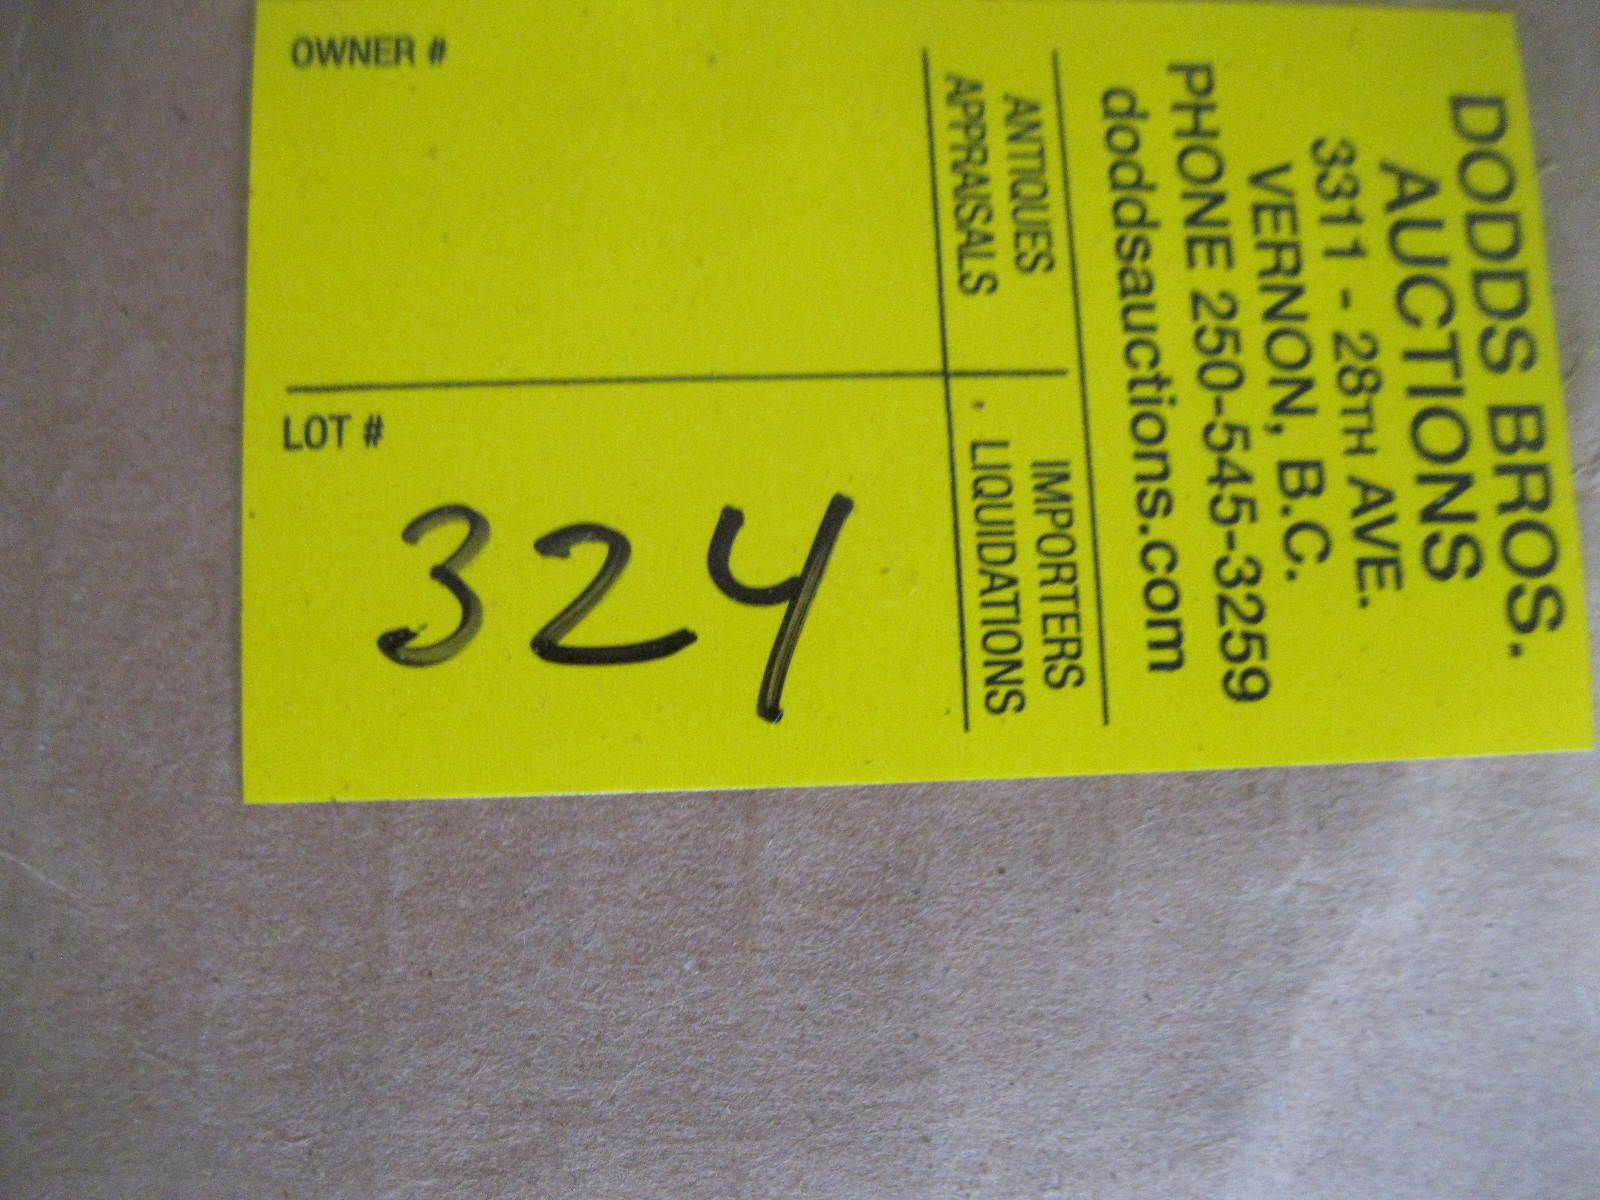 DODDS BROS.
AUCTIONS
3311 - 28TH AVE.
VERNON, B.C.
PHONE 250-545-3259
doddsauctions.com
ANTIQUES
APPRAISALS
IMPORTERS
LIQUIDATIONS
OWNER #
LOT #
324